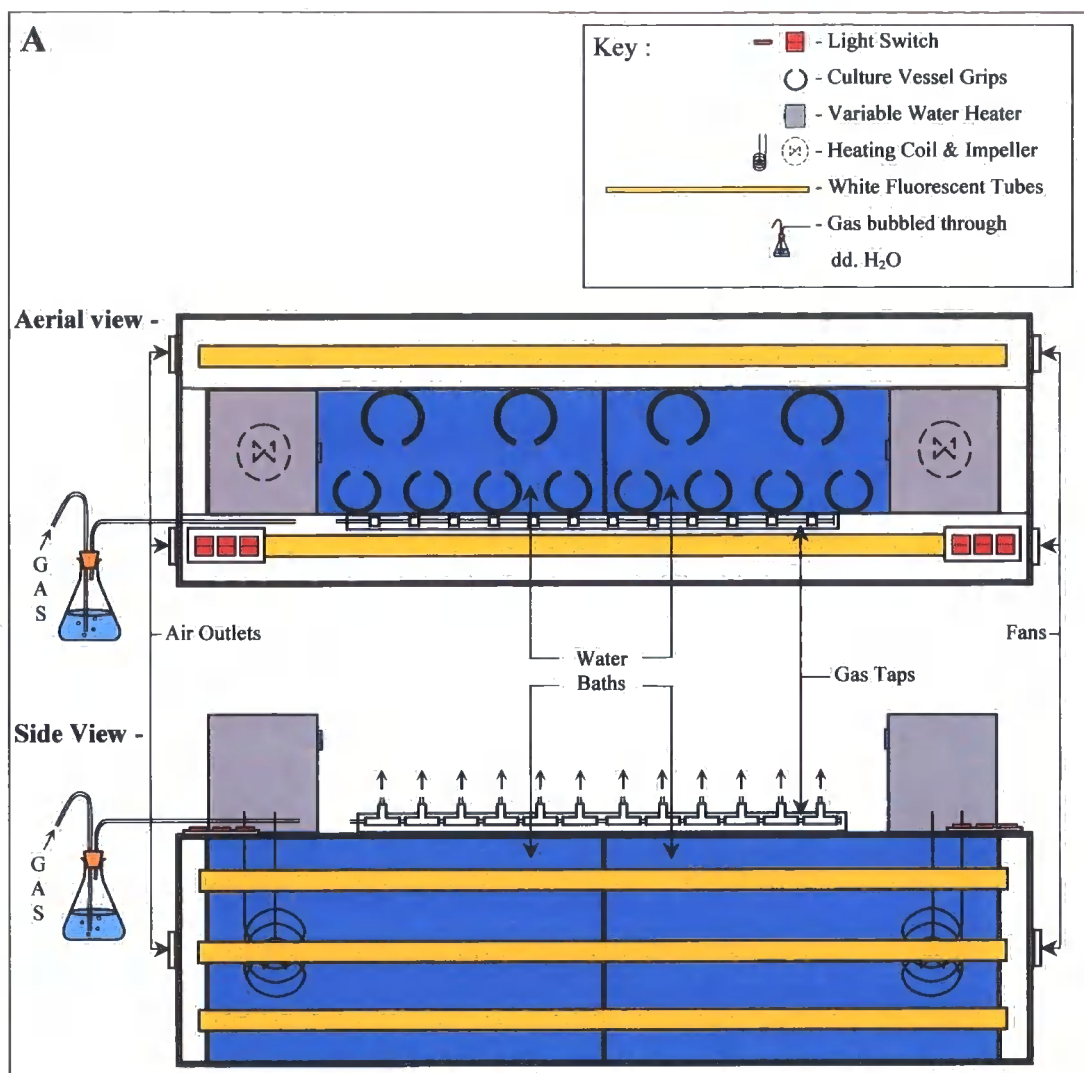 A
Key :
- Light Switch
- Culture Vessel Grips
- Variable Water Heater
- Heating Coil & Impeller
- White Fluorescent Tubes
- Gas bubbled through
dd. H₂O
Aerial view -
G
A
S
Air Outlets
Water
Baths
Gas Taps
Fans
Side View -
G
A
S